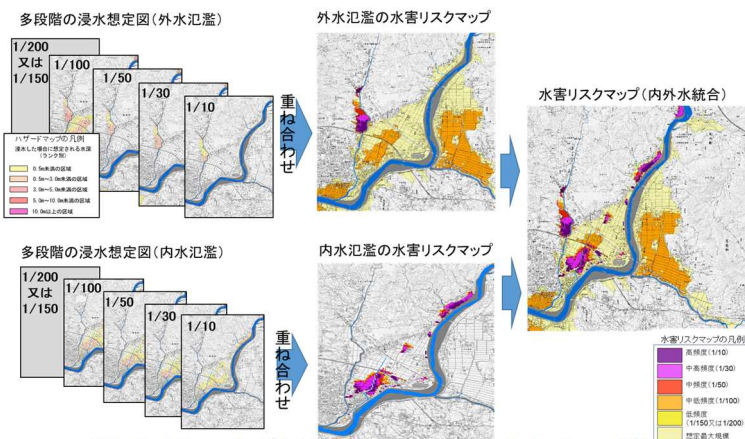 多段階の浸水想定図(外水氾濫)
1/200
又は
1/150
1/100
1/50
1/30
1/10
ハザードマップの凡例
浸水した場合に想定される水深
(ランク別)
0.5m未満の区域
0.5m~3.0m未満の区域
3.0m~5.0m未満の区域
5.0m~10.0m未満の区域
10.0m以上の区域
重ね合わせ
外水氾濫の水害リスクマップ
多段階の浸水想定図(内水氾濫)
1/200
又は
1/150
1/100
1/50
1/30
1/10
重ね合わせ
内水氾濫の水害リスクマップ
水害リスクマップ(内外水統合)
水害リスクマップの凡例
高頻度(1/10)
中高頻度(1/30)
中頻度(1/50)
中低頻度(1/100)
低頻度
(1/150又は1/200)
想定最大規模